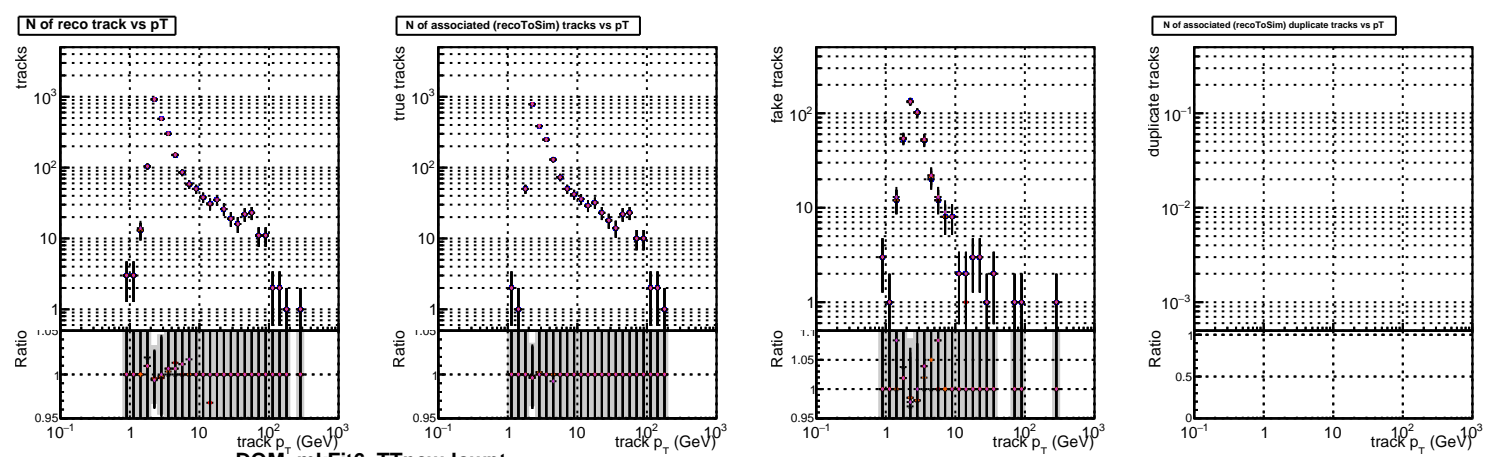 N of reco track vs pT
N of associated (recoToSim) tracks vs pT
N of associated (recoToSim) duplicate tracks vs pT
tracks
10³
10²
10
1
Ratio
1.05
1
0.95
10⁻¹ 1 10 10² 10³
track p_T (GeV)
true tracks
10³
10²
10
1
Ratio
1.05
1
0.95
10⁻¹ 1 10 10² 10³
track p_T (GeV)
fake tracks
10²
10
1
Ratio
1.1
1.05
1
0.95
10⁻¹ 1 10 10² 10³
track p_T (GeV)
duplicate tracks
10⁻¹
10⁻²
10⁻³
Ratio
1
0.5
0
10⁻¹ 1 10 10² 10³
track p_T (GeV)